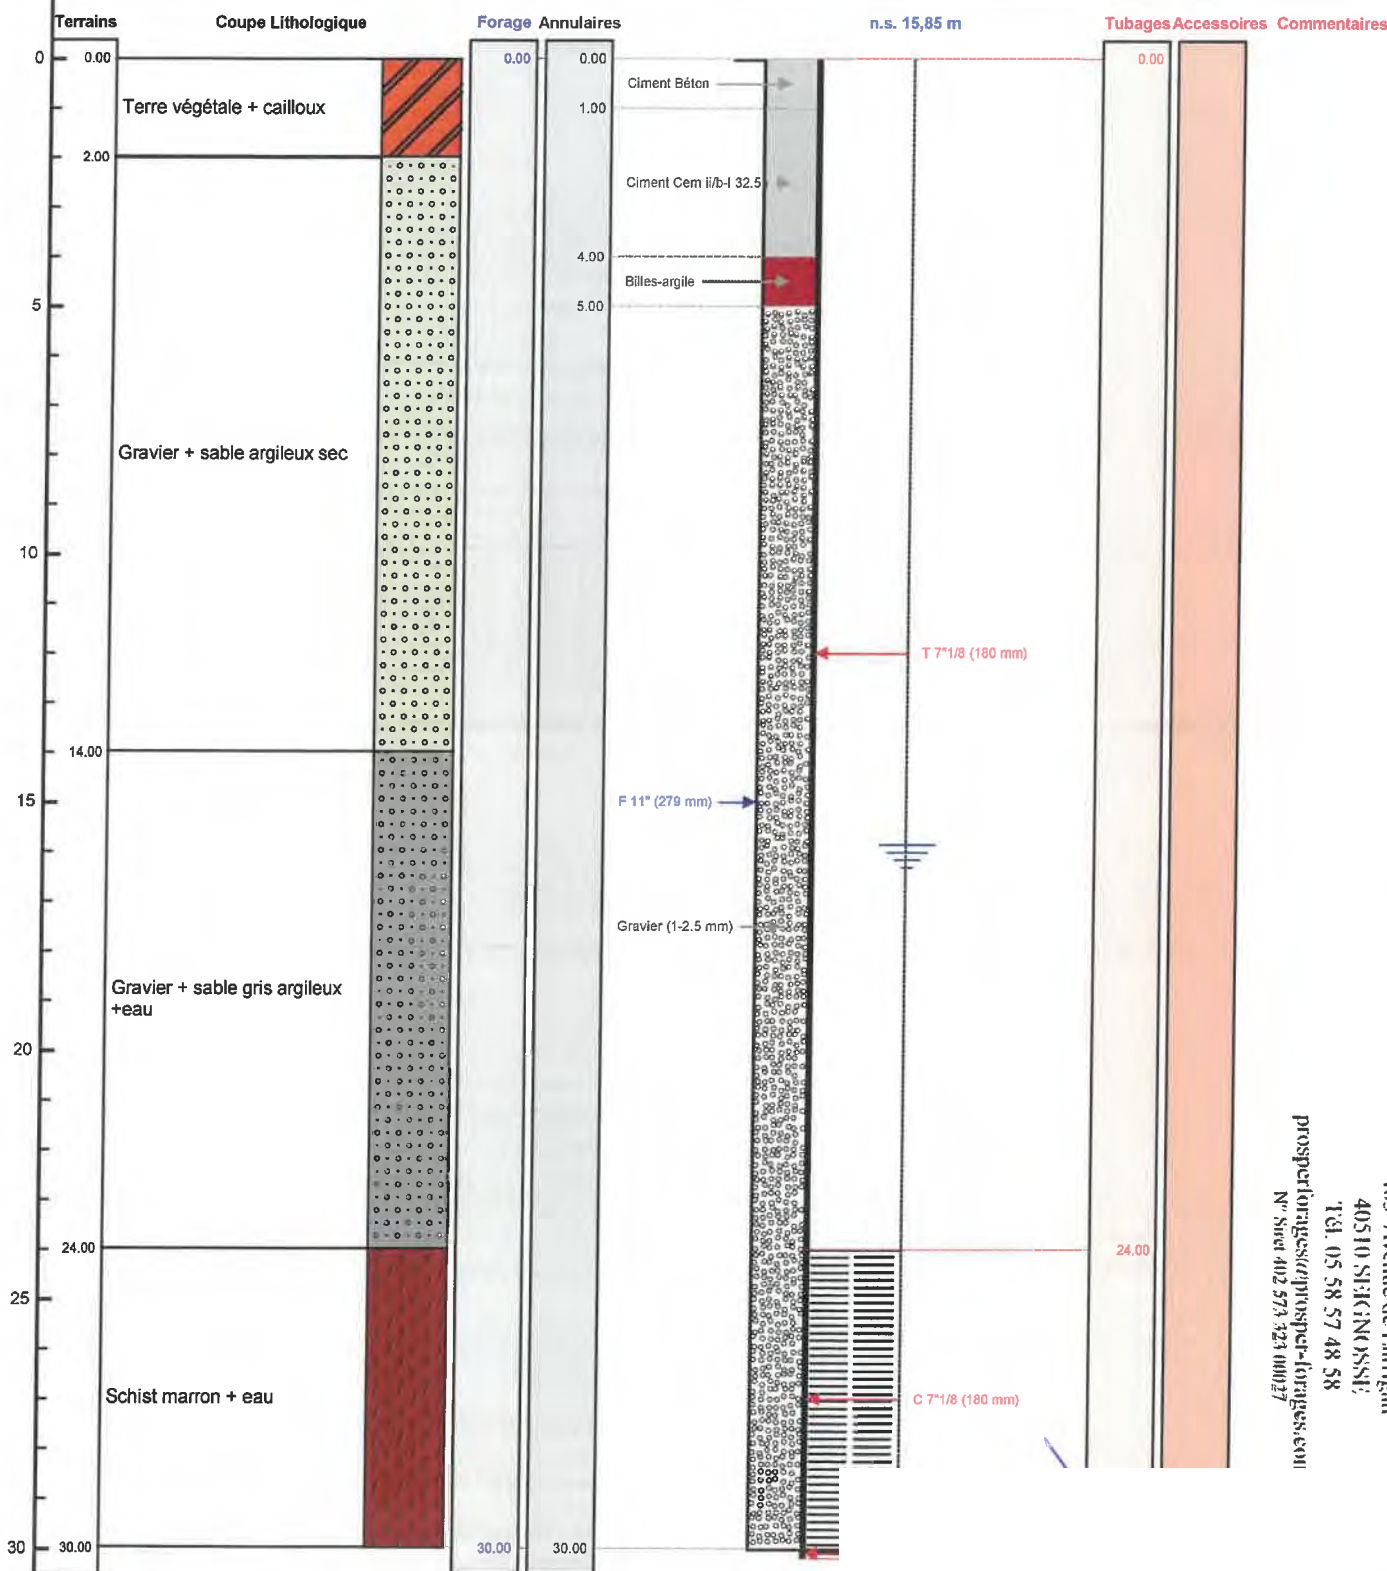 Terrains Coupe Lithologique Forage Annulaires n.s. 15,85 m Tubages Accessoires Commentaires
0 0.00 0.00 0.00 0.00
Ciment Béton
Terre végétale + cailloux
1.00
2.00
Ciment Cem ii/b-l 32.5
4.00
Billes-argile
5 5.00
Gravier + sable argileux sec
10
T 7"1/8 (180 mm)
14.00
15 F 11" (279 mm)
Gravier (1-2.5 mm)
Gravier + sable gris argileux
+eau
20
24.00 24.00
25
Schist marron + eau
C 7"1/8 (180 mm)
30 30.00 30.00 30.00
40510 SEIGNOSSE
Tél. 05 58 57 48 58
prosperforages@prosper-forages.com
N° Siret 402 573 323 00027